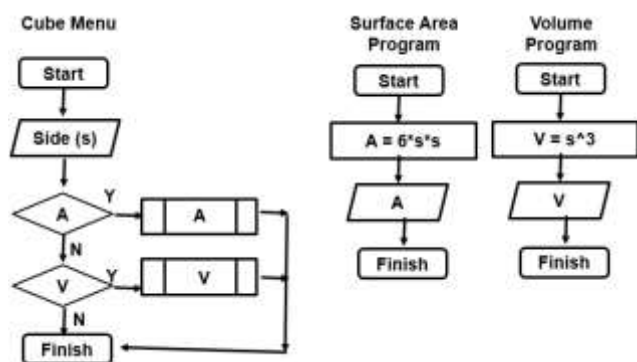 Cube Menu
Start
Side (s)
A
Y
A
N
V
Y
V
N
Finish
Surface Area
Program
Start
A = 6*s*s
A
Finish
Volume
Program
Start
V = s^3
V
Finish